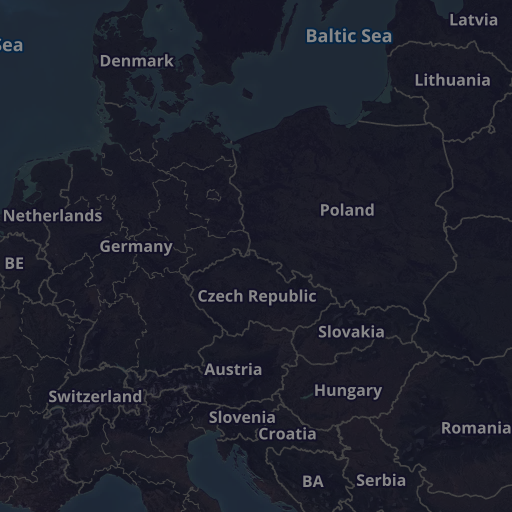 Latvia
Baltic Sea
Sea
Denmark
Lithuania
Poland
Netherlands
Germany
BE
Czech Republic
Slovakia
Austria
Hungary
Switzerland
Slovenia
Croatia
Romania
BA
Serbia